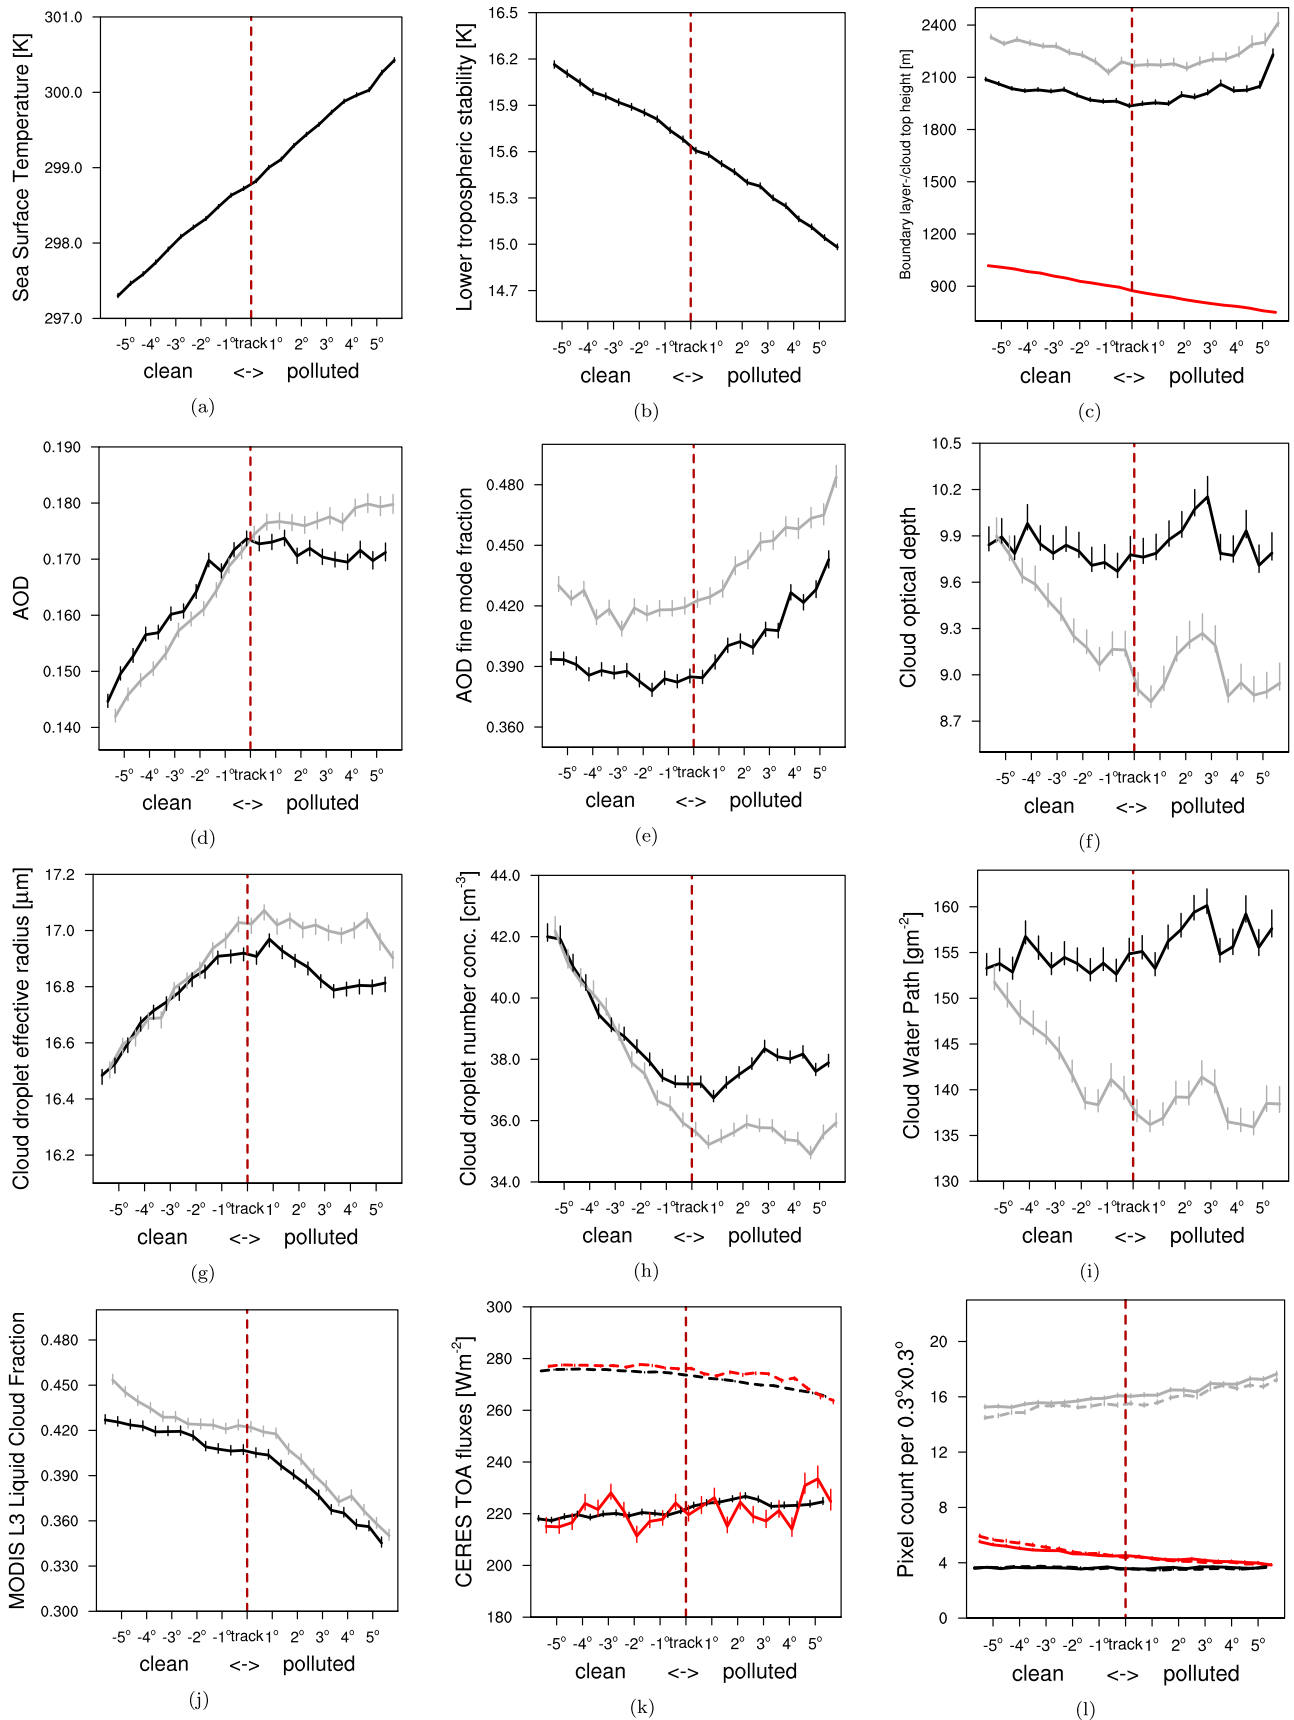 Sea Surface Temperature [K]
301.0
300.0
299.0
298.0
297.0
-5° -4° -3° -2° -1° track 1° 2° 3° 4° 5°
clean <-> polluted
(a)
Lower tropospheric stability [K]
16.5
16.2
15.9
15.6
15.3
15.0
14.7
-5° -4° -3° -2° -1° track 1° 2° 3° 4° 5°
clean <-> polluted
(b)
Boundary layer-/cloud top height [m]
2400
2100
1800
1500
1200
900
-5° -4° -3° -2° -1° track 1° 2° 3° 4° 5°
clean <-> polluted
(c)
AOD
0.190
0.180
0.170
0.160
0.150
0.140
-5° -4° -3° -2° -1° track 1° 2° 3° 4° 5°
clean <-> polluted
(d)
AOD fine mode fraction
0.480
0.450
0.420
0.390
0.360
-5° -4° -3° -2° -1° track 1° 2° 3° 4° 5°
clean <-> polluted
(e)
Cloud optical depth
10.5
10.2
9.9
9.6
9.3
9.0
8.7
-5° -4° -3° -2° -1° track 1° 2° 3° 4° 5°
clean <-> polluted
(f)
Cloud droplet effective radius [µm]
17.2
17.0
16.8
16.6
16.4
16.2
-5° -4° -3° -2° -1° track 1° 2° 3° 4° 5°
clean <-> polluted
(g)
Cloud droplet number conc. [cm⁻³]
44.0
42.0
40.0
38.0
36.0
34.0
-5° -4° -3° -2° -1° track 1° 2° 3° 4° 5°
clean <-> polluted
(h)
Cloud Water Path [gm⁻²]
160
155
150
145
140
135
130
-5° -4° -3° -2° -1° track 1° 2° 3° 4° 5°
clean <-> polluted
(i)
MODIS L3 Liquid Cloud Fraction
0.480
0.450
0.420
0.390
0.360
0.330
0.300
-5° -4° -3° -2° -1° track 1° 2° 3° 4° 5°
clean <-> polluted
(j)
CERES TOA fluxes [Wm⁻²]
300
280
260
240
220
200
180
-5° -4° -3° -2° -1° track 1° 2° 3° 4° 5°
clean <-> polluted
(k)
Pixel count per 0.3°x0.3°
20
16
12
8
4
0
-5° -4° -3° -2° -1° track 1° 2° 3° 4° 5°
clean <-> polluted
(l)